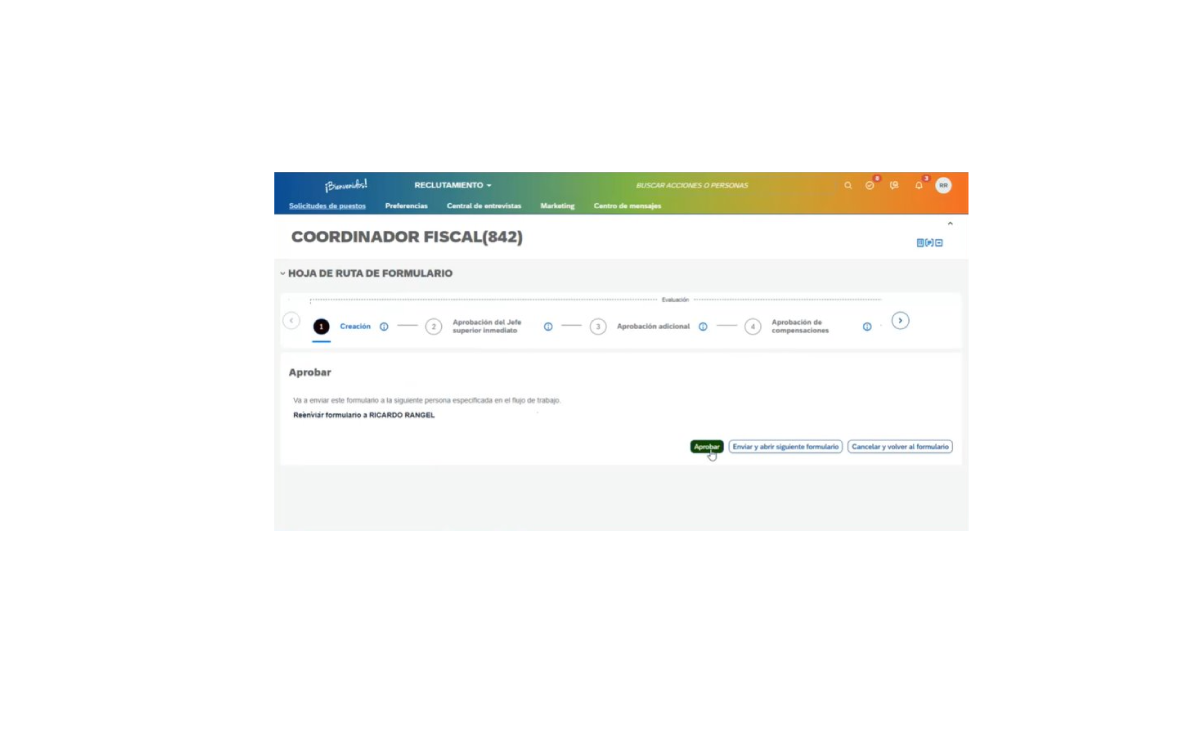 ¡Bienvenidos!
RECLUTAMIENTO
BUSCAR ACCIONES O PERSONAS
8
3
RR
Solicitudes de puestos
Preferencias
Central de entrevistas
Marketing
Centro de mensajes
COORDINADOR FISCAL(842)
HOJA DE RUTA DE FORMULARIO
Evaluación
1 Creación
2 Aprobación del Jefe
superior inmediato
3 Aprobación adicional
4 Aprobación de
compensaciones
Aprobar
Va a enviar este formulario a la siguiente persona especificada en el flujo de trabajo.
Reenviar formulario a RICARDO RANGEL
Aprobar
Enviar y abrir siguiente formulario
Cancelar y volver al formulario